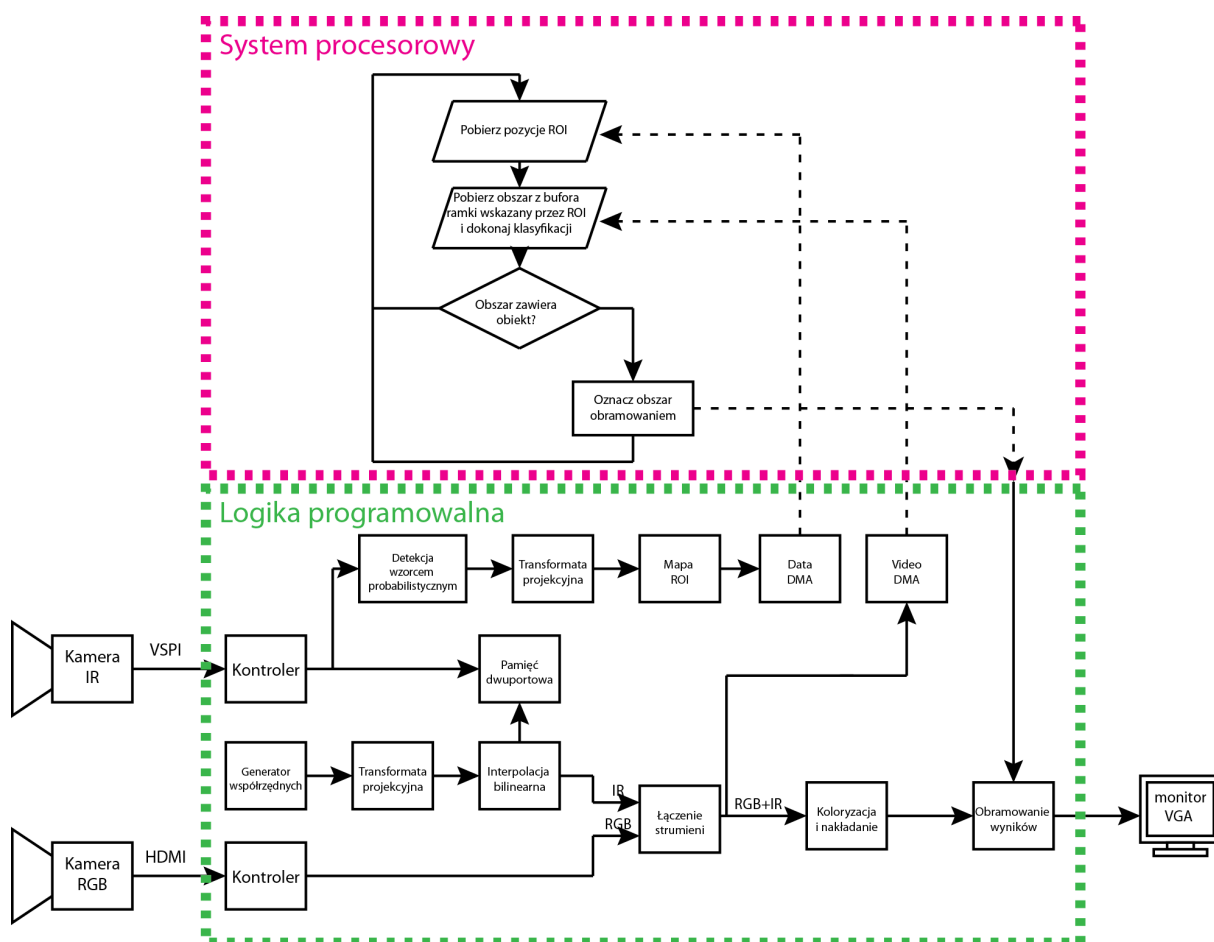 System procesorowy
Pobierz pozycje ROI
Pobierz obszar z bufora
ramki wskazany przez ROI
i dokonaj klasyfikacji
Obszar zawiera
obiekt?
Oznacz obszar
obramowaniem
Logika programowalna
Detekcja
wzorcem
probabilistycznym
Transformata
projekcyjna
Mapa
ROI
Data
DMA
Video
DMA
Kamera
IR
VSPI
Kontroler
Pamięć
dwuportowa
Generator
współrzędnych
Transformata
projekcyjna
Interpolacja
bilinearna
IR
RGB
Łączenie
strumieni
RGB+IR
Koloryzacja
i nakładanie
Obramowanie
wyników
monitor
VGA
Kamera
RGB
HDMI
Kontroler